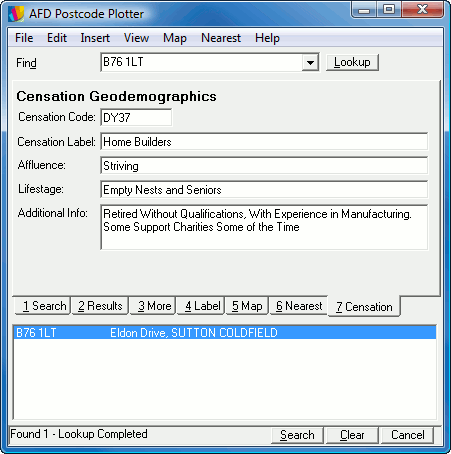 AFD Postcode Plotter
File Edit Insert View Map Nearest Help
Find B76 1LT Lookup
Censation Geodemographics
Censation Code: DY37
Censation Label: Home Builders
Affluence: Striving
Lifestage: Empty Nests and Seniors
Additional Info: Retired Without Qualifications, With Experience in Manufacturing.
Some Support Charities Some of the Time
1 Search 2 Results 3 More 4 Label 5 Map 6 Nearest 7 Censation
B76 1LT Eldon Drive, SUTTON COLDFIELD
Found 1 - Lookup Completed Search Clear Cancel